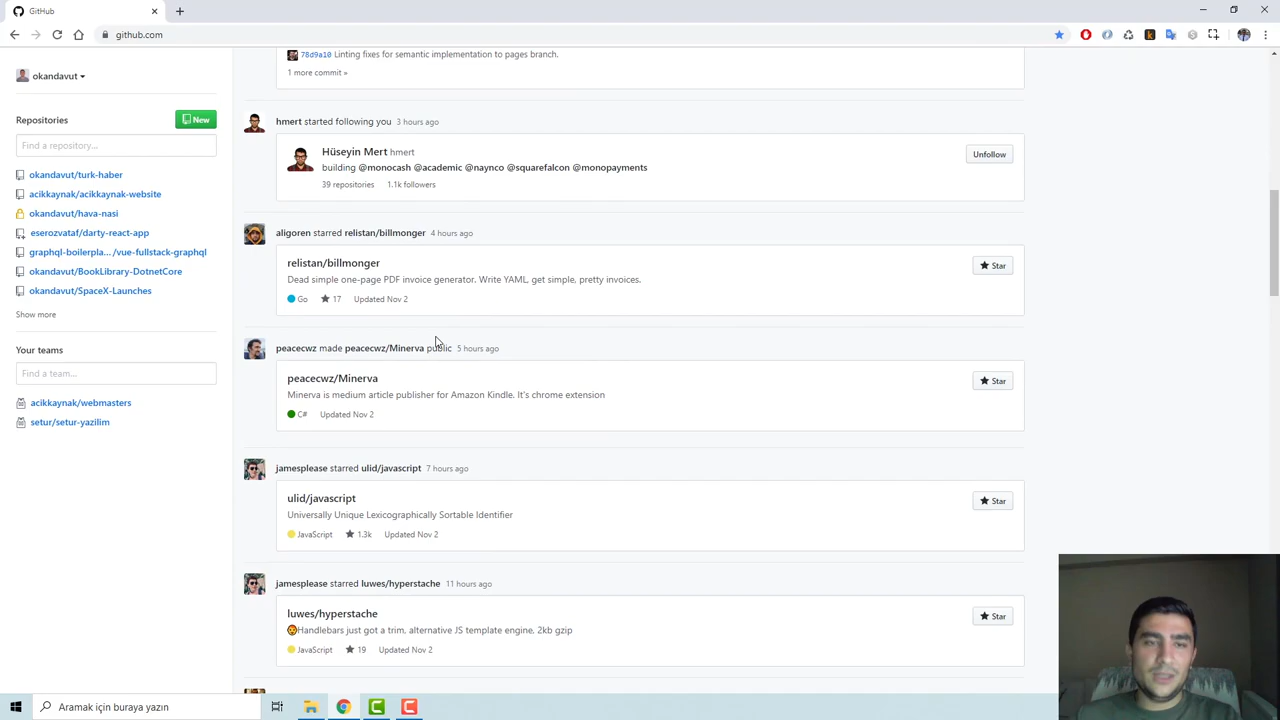 GitHub
github.com
okandavut
Repositories
New
Find a repository...
okandavut/turk-haber
acikkaynak/acikkaynak-website
okandavut/hava-nasi
eserozvataf/darty-react-app
graphql-boilerpla.../vue-fullstack-graphql
okandavut/BookLibrary-DotnetCore
okandavut/SpaceX-Launches
Show more
Your teams
Find a team...
acikkaynak/webmasters
setur/setur-yazilim
78d9a10 Linting fixes for semantic implementation to pages branch.
1 more commit »
hmert started following you 3 hours ago
Hüseyin Mert hmert
building @monocash @academic @naynco @squarefalcon @monopayments
39 repositories 1.1k followers
Unfollow
aligoren starred relistan/billmonger 4 hours ago
relistan/billmonger
Dead simple one-page PDF invoice generator. Write YAML, get simple, pretty invoices.
Go 17 Updated Nov 2
Star
peacecwz made peacecwz/Minerva public 5 hours ago
peacecwz/Minerva
Minerva is medium article publisher for Amazon Kindle. It's chrome extension
C# Updated Nov 2
Star
jamesplease starred ulid/javascript 7 hours ago
ulid/javascript
Universally Unique Lexicographically Sortable Identifier
JavaScript 1.3k Updated Nov 2
Star
jamesplease starred luwes/hyperstache 11 hours ago
luwes/hyperstache
Handlebars just got a trim, alternative JS template engine, 2kb gzip
JavaScript 19 Updated Nov 2
Star
Aramak için buraya yazın